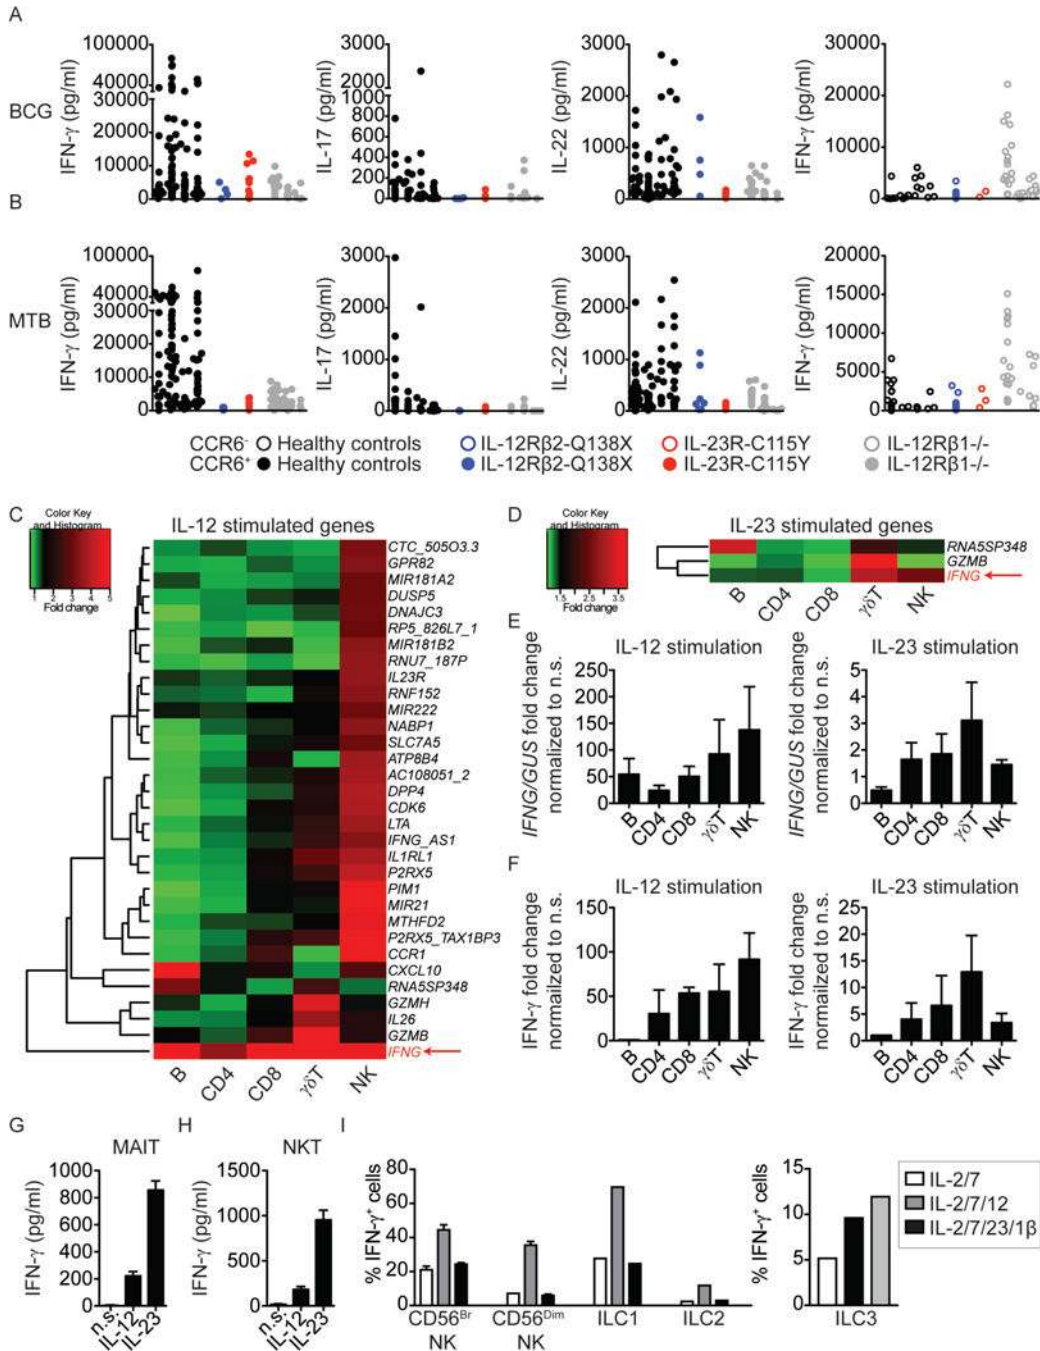 A
BCG
IFN-γ (pg/ml)
100000
40000
30000
20000
10000
0
IL-17 (pg/ml)
3000
2000
1000
800
600
400
200
0
IL-22 (pg/ml)
3000
2000
1000
0
IFN-γ (pg/ml)
30000
20000
10000
0
B
MTB
IFN-γ (pg/ml)
100000
40000
30000
20000
10000
0
IL-17 (pg/ml)
3000
2000
1000
0
IL-22 (pg/ml)
3000
2000
1000
0
IFN-γ (pg/ml)
20000
15000
10000
5000
0
CCR6⁻ Healthy controls IL-12Rβ2-Q138X IL-23R-C115Y IL-12Rβ1-/-
CCR6⁺ Healthy controls IL-12Rβ2-Q138X IL-23R-C115Y IL-12Rβ1-/-
C
Color Key
and Histogram
1 2 3 4 5
Fold change
IL-12 stimulated genes
CTC_505O3.3
GPR82
MIR181A2
DUSP5
DNAJC3
RP5_826L7_1
MIR181B2
RNU7_187P
IL23R
RNF152
MIR222
NABP1
SLC7A5
ATP8B4
AC108051_2
DPP4
CDK6
LTA
IFNG_AS1
IL1RL1
P2RX5
PIM1
MIR21
MTHFD2
P2RX5_TAX1BP3
CCR1
CXCL10
RNA5SP348
GZMH
IL26
GZMB
IFNG
B CD4 CD8 γδT NK
D
Color Key
and Histogram
1.5 2.5 3.5
Fold change
IL-23 stimulated genes
RNA5SP348
GZMB
IFNG
B CD4 CD8 γδT NK
E
IL-12 stimulation
IFNG/GUS fold change
normalized to n.s.
250
200
150
100
50
0
B CD4 CD8 γδT NK
IL-23 stimulation
IFNG/GUS fold change
normalized to n.s.
5
4
3
2
1
0
B CD4 CD8 γδT NK
F
IL-12 stimulation
IFN-γ fold change
normailzed to n.s.
150
100
50
0
B CD4 CD8 γδT NK
IL-23 stimulation
IFN-γ fold change
normalized to n.s.
25
20
15
10
5
0
B CD4 CD8 γδT NK
G
MAIT
IFN-γ (pg/ml)
1000
800
600
400
200
0
n.s.
IL-12
IL-23
H
NKT
IFN-γ (pg/ml)
1500
1000
500
0
n.s.
IL-12
IL-23
I
% IFN-γ⁺ cells
80
60
40
20
0
CD56ᴮʳ CD56ᴰⁱᵐ ILC1 ILC2
NK NK
% IFN-γ⁺ cells
15
10
5
0
ILC3
IL-2/7
IL-2/7/12
IL-2/7/23/1β